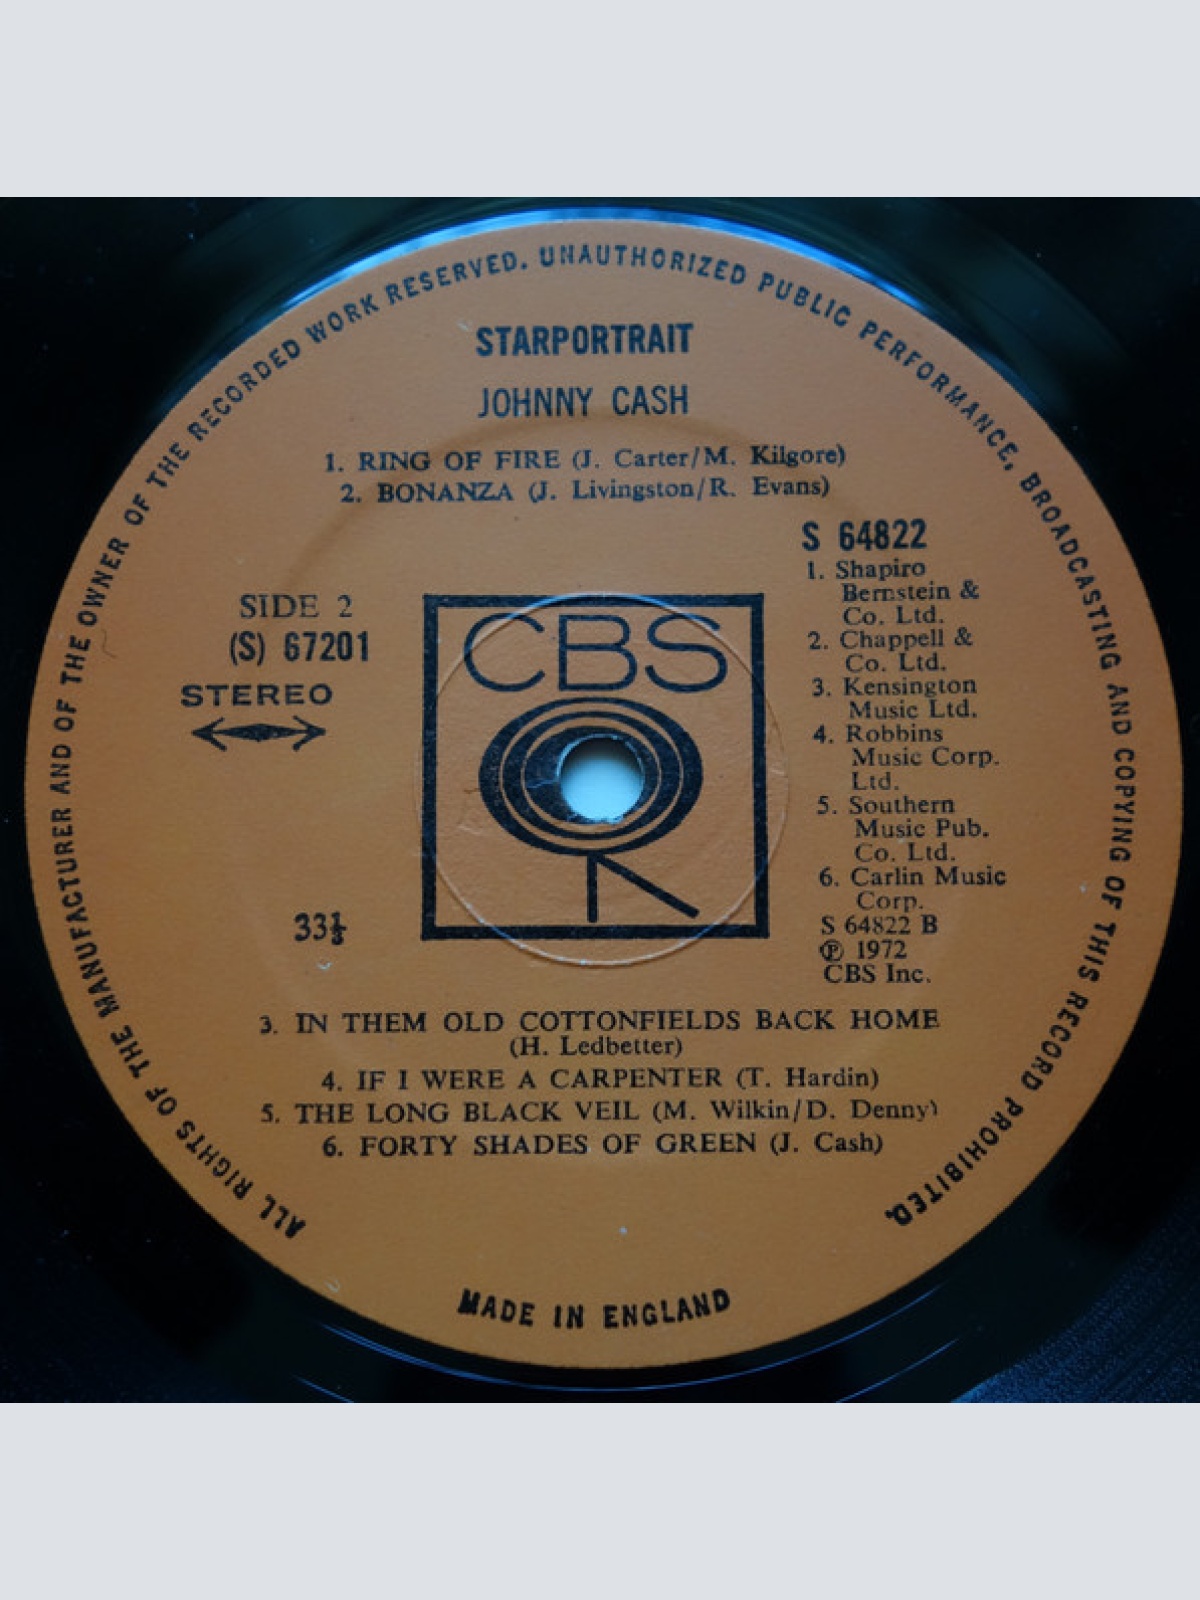 ALL RIGHTS OF THE MANUFACTURER AND OF THE OWNER OF THE RECORDED WORK RESERVED. UNAUTHORIZED PUBLIC PERFORMANCE, BROADCASTING AND COPYING OF THIS RECORD PROHIBITED.
STARPORTRAIT
JOHNNY CASH
1. RING OF FIRE (J. Carter/M. Kilgore)
2. BONANZA (J. Livingston/R. Evans)
SIDE 2
(S) 67201
STEREO
33⅓
CBS
S 64822
1. Shapiro
Bernstein &
Co. Ltd.
2. Chappell &
Co. Ltd.
3. Kensington
Music Ltd.
4. Robbins
Music Corp.
Ltd.
5. Southern
Music Pub.
Co. Ltd.
6. Carlin Music
Corp.
S 64822 B
℗ 1972
CBS Inc.
3. IN THEM OLD COTTONFIELDS BACK HOME
(H. Ledbetter)
4. IF I WERE A CARPENTER (T. Hardin)
5. THE LONG BLACK VEIL (M. Wilkin/D. Denny)
6. FORTY SHADES OF GREEN (J. Cash)
MADE IN ENGLAND